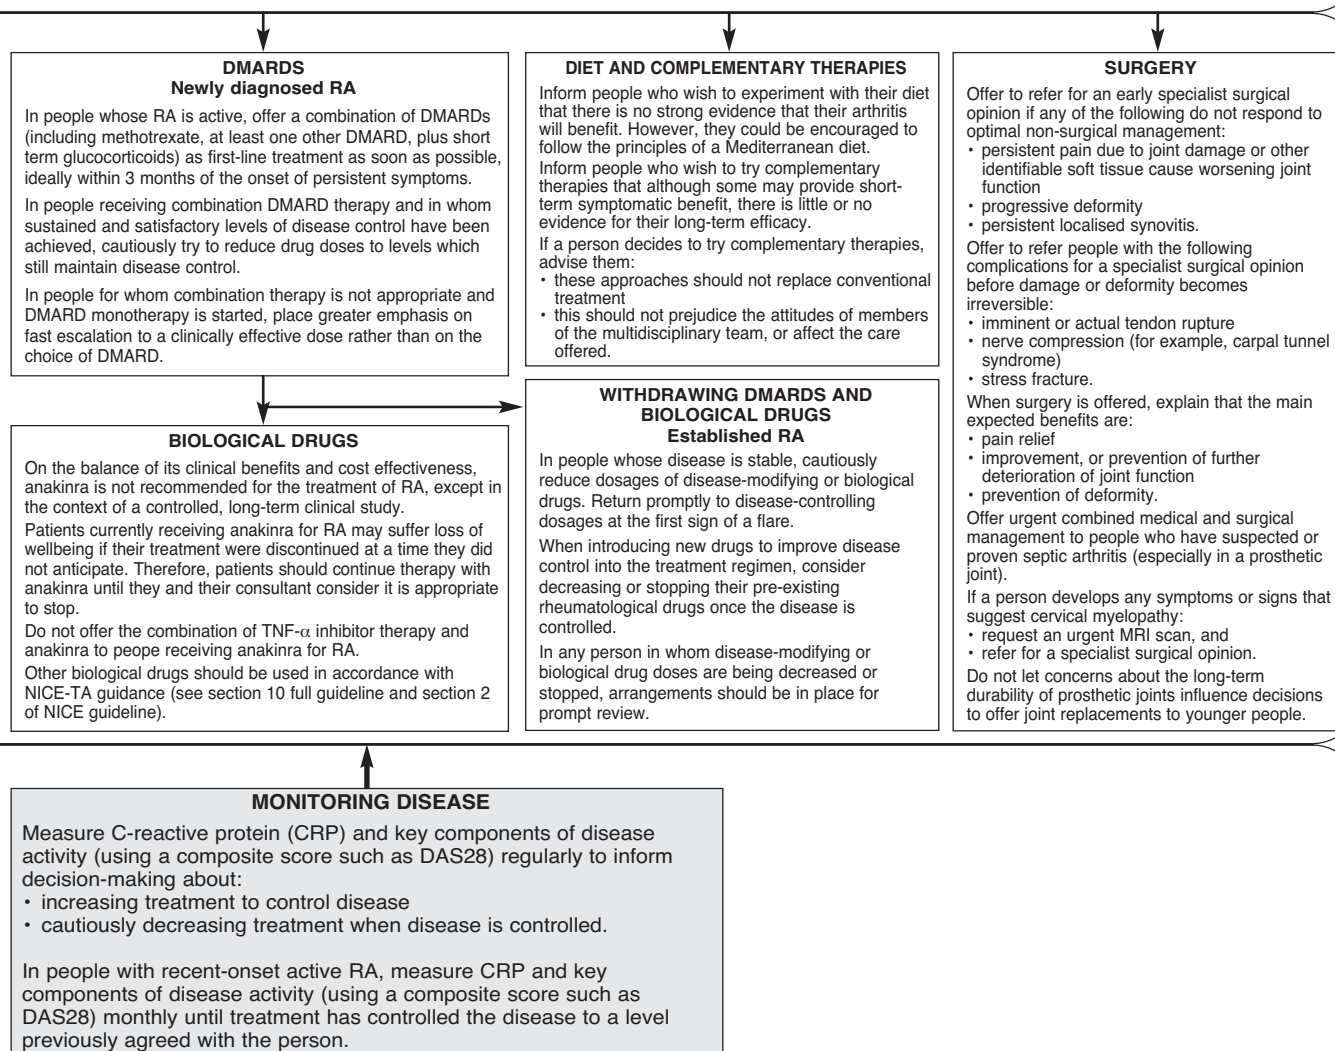 DMARDS
Newly diagnosed RA
In people whose RA is active, offer a combination of DMARDs
(including methotrexate, at least one other DMARD, plus short
term glucocorticoids) as first-line treatment as soon as possible,
ideally within 3 months of the onset of persistent symptoms.
In people receiving combination DMARD therapy and in whom
sustained and satisfactory levels of disease control have been
achieved, cautiously try to reduce drug doses to levels which
still maintain disease control.
In people for whom combination therapy is not appropriate and
DMARD monotherapy is started, place greater emphasis on
fast escalation to a clinically effective dose rather than on the
choice of DMARD.
BIOLOGICAL DRUGS
On the balance of its clinical benefits and cost effectiveness,
anakinra is not recommended for the treatment of RA, except in
the context of a controlled, long-term clinical study.
Patients currently receiving anakinra for RA may suffer loss of
wellbeing if their treatment were discontinued at a time they did
not anticipate. Therefore, patients should continue therapy with
anakinra until they and their consultant consider it is appropriate
to stop.
Do not offer the combination of TNF-α inhibitor therapy and
anakinra to peope receiving anakinra for RA.
Other biological drugs should be used in accordance with
NICE-TA guidance (see section 10 full guideline and section 2
of NICE guideline).
DIET AND COMPLEMENTARY THERAPIES
Inform people who wish to experiment with their diet
that there is no strong evidence that their arthritis
will benefit. However, they could be encouraged to
follow the principles of a Mediterranean diet.
Inform people who wish to try complementary
therapies that although some may provide short-
term symptomatic benefit, there is little or no
evidence for their long-term efficacy.
If a person decides to try complementary therapies,
advise them:
• these approaches should not replace conventional
treatment
• this should not prejudice the attitudes of members
of the multidisciplinary team, or affect the care
offered.
WITHDRAWING DMARDS AND
BIOLOGICAL DRUGS
Established RA
In people whose disease is stable, cautiously
reduce dosages of disease-modifying or biological
drugs. Return promptly to disease-controlling
dosages at the first sign of a flare.
When introducing new drugs to improve disease
control into the treatment regimen, consider
decreasing or stopping their pre-existing
rheumatological drugs once the disease is
controlled.
In any person in whom disease-modifying or
biological drug doses are being decreased or
stopped, arrangements should be in place for
prompt review.
SURGERY
Offer to refer for an early specialist surgical
opinion if any of the following do not respond to
optimal non-surgical management:
• persistent pain due to joint damage or other
identifiable soft tissue cause worsening joint
function
• progressive deformity
• persistent localised synovitis.
Offer to refer people with the following
complications for a specialist surgical opinion
before damage or deformity becomes
irreversible:
• imminent or actual tendon rupture
• nerve compression (for example, carpal tunnel
syndrome)
• stress fracture.
When surgery is offered, explain that the main
expected benefits are:
• pain relief
• improvement, or prevention of further
deterioration of joint function
• prevention of deformity.
Offer urgent combined medical and surgical
management to people who have suspected or
proven septic arthritis (especially in a prosthetic
joint).
If a person develops any symptoms or signs that
suggest cervical myelopathy:
• request an urgent MRI scan, and
• refer for a specialist surgical opinion.
Do not let concerns about the long-term
durability of prosthetic joints influence decisions
to offer joint replacements to younger people.
MONITORING DISEASE
Measure C-reactive protein (CRP) and key components of disease
activity (using a composite score such as DAS28) regularly to inform
decision-making about:
• increasing treatment to control disease
• cautiously decreasing treatment when disease is controlled.
In people with recent-onset active RA, measure CRP and key
components of disease activity (using a composite score such as
DAS28) monthly until treatment has controlled the disease to a level
previously agreed with the person.